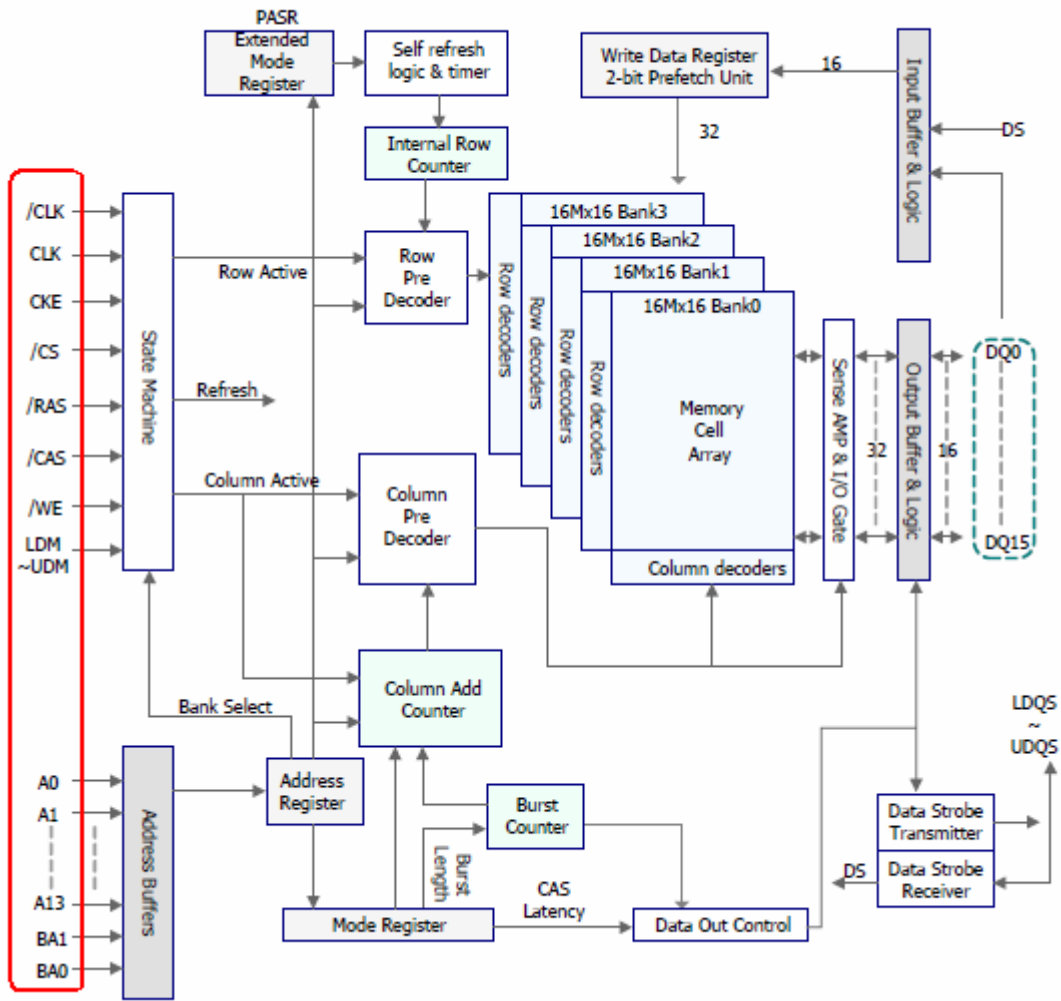 PASR
Extended
Mode
Register
Self refresh
logic & timer
Write Data Register
2-bit Prefetch Unit
16
Input Buffer & Logic
DS
Internal Row
Counter
32
/CLK
CLK
CKE
/CS
/RAS
/CAS
/WE
LDM
~UDM
State Machine
Row Active
Row
Pre
Decoder
16Mx16 Bank3
16Mx16 Bank2
16Mx16 Bank1
16Mx16 Bank0
Row decoders
Row decoders
Row decoders
Row decoders
Memory
Cell
Array
Sense AMP & I/O Gate
32
Output Buffer & Logic
16
DQ0
DQ15
Refresh
Column Active
Column
Pre
Decoder
Column decoders
Column Add
Counter
Bank Select
LDQS
~
UDQS
A0
A1
A13
BA1
BA0
Address Buffers
Address
Register
Burst
Length
Burst
Counter
Data Strobe
Transmitter
DS
Data Strobe
Receiver
Mode Register
CAS
Latency
Data Out Control